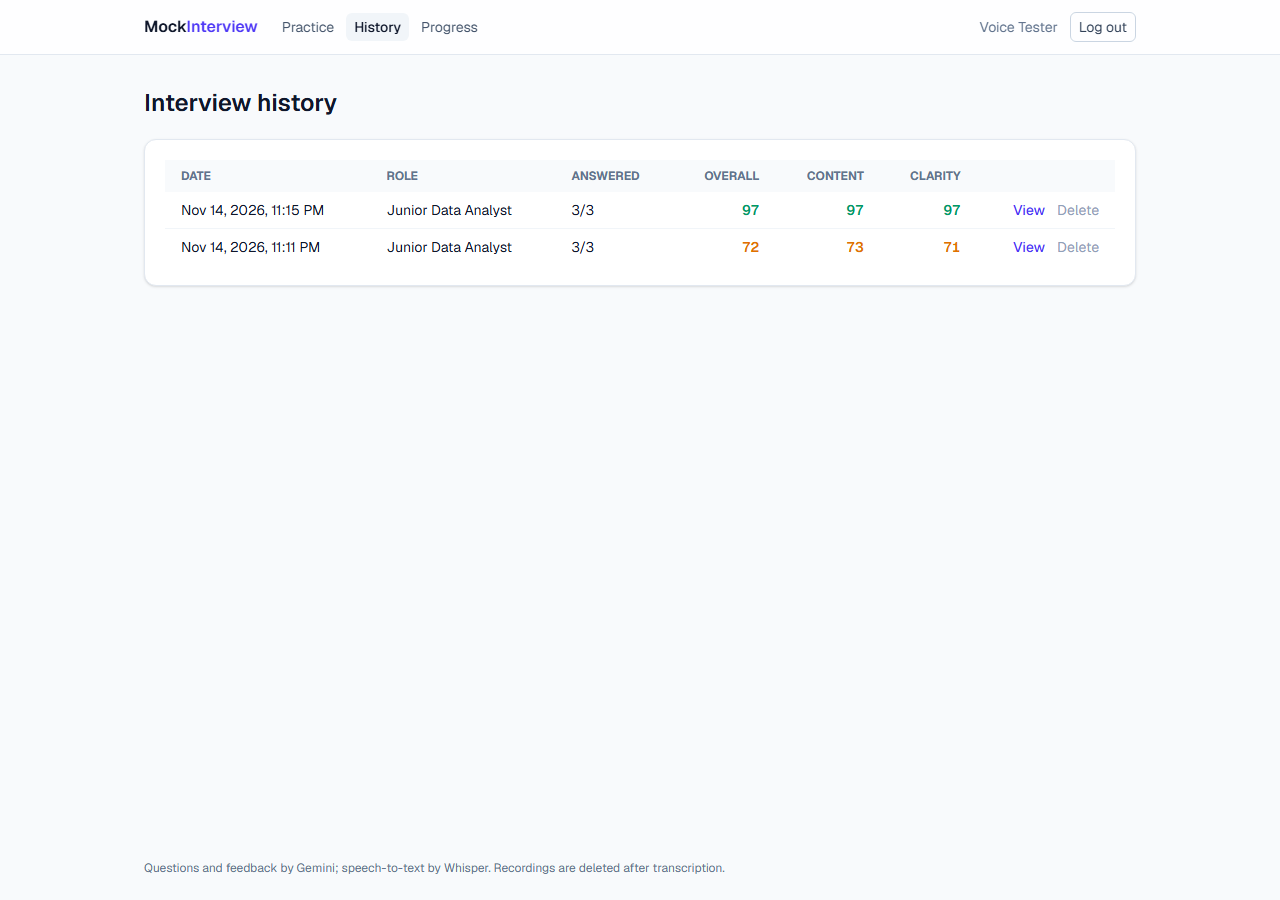 MockInterview Practice History Progress Voice Tester Log out
Interview history
DATE ROLE ANSWERED OVERALL CONTENT CLARITY
Nov 14, 2026, 11:15 PM Junior Data Analyst 3/3 97 97 97 View Delete
Nov 14, 2026, 11:11 PM Junior Data Analyst 3/3 72 73 71 View Delete
Questions and feedback by Gemini; speech-to-text by Whisper. Recordings are deleted after transcription.